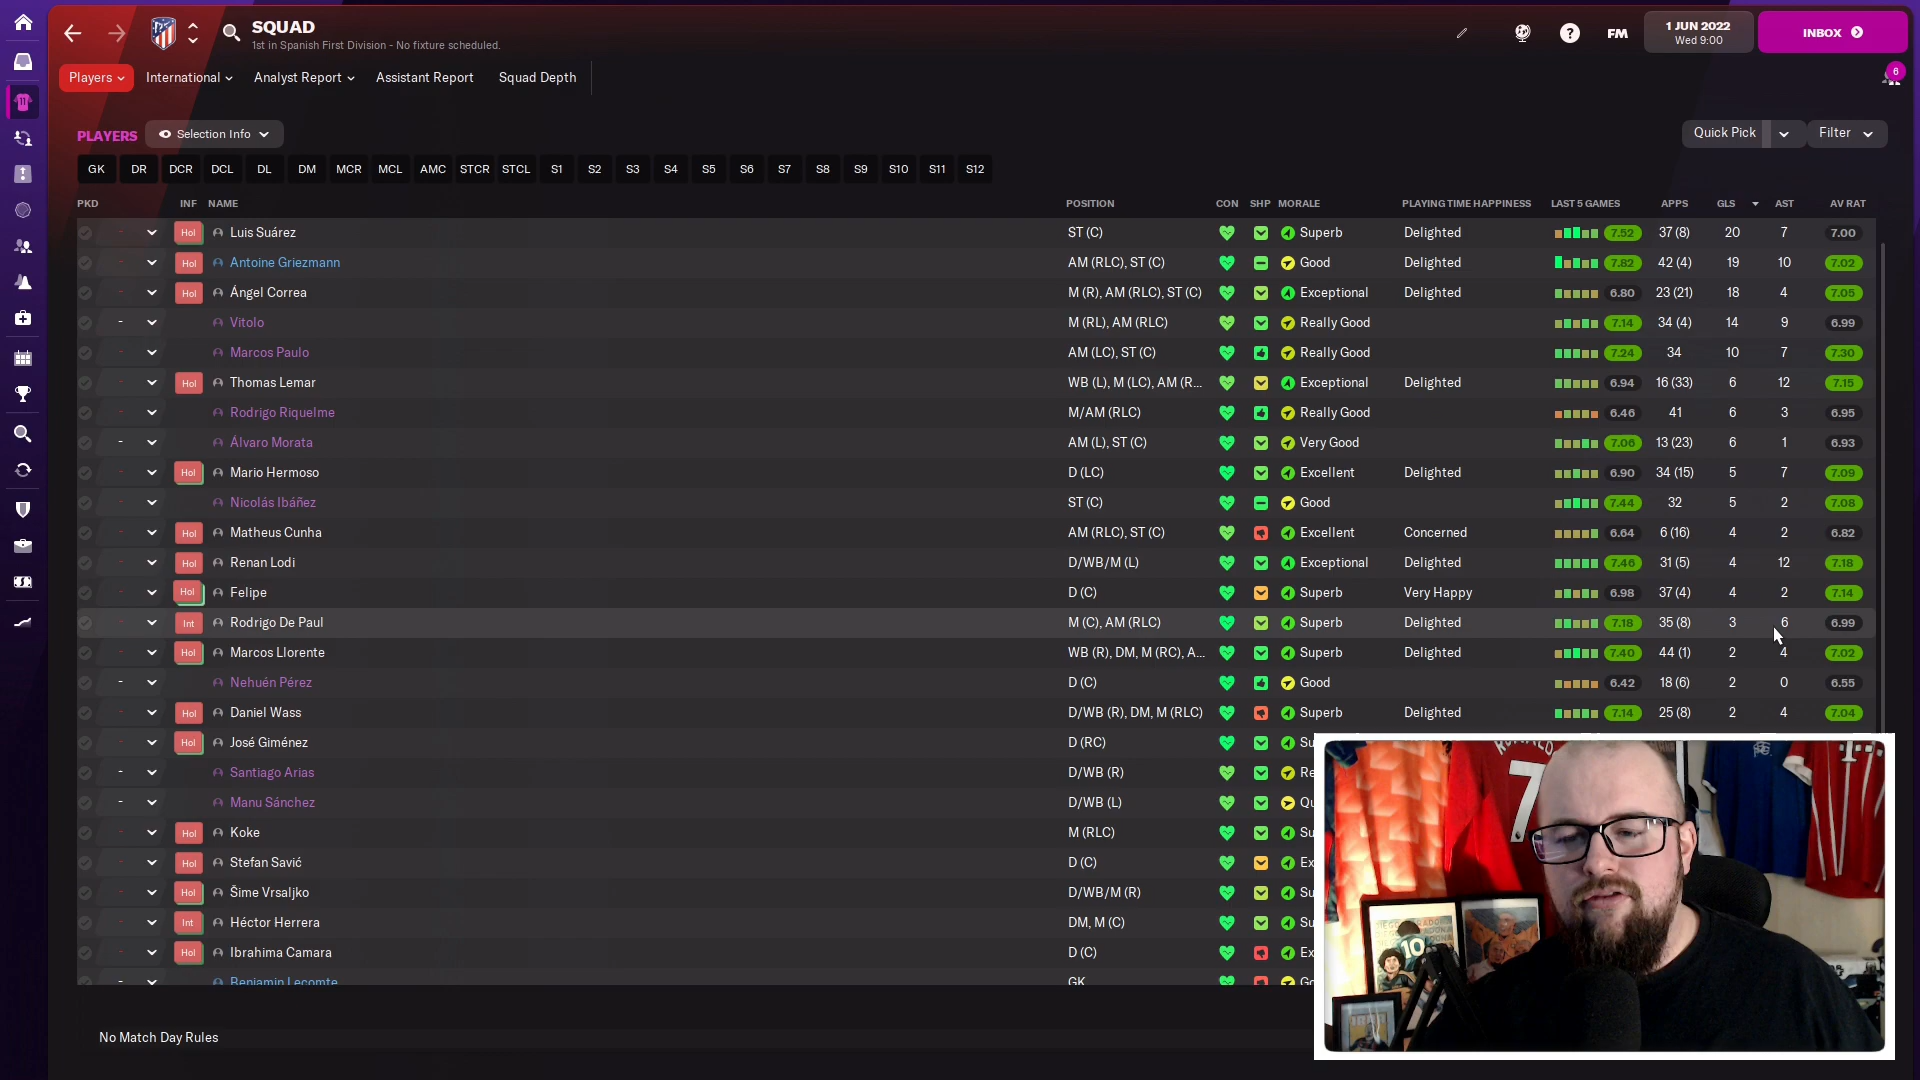 SQUAD
1st in Spanish First Division - No fixture scheduled.
FM
1 JUN 2022
Wed 9:00
INBOX
Players International Analyst Report Assistant Report Squad Depth
6
PLAYERS Selection Info Quick Pick Filter
GK DR DCR DCL DL DM MCR MCL AMC STCR STCL S1 S2 S3 S4 S5 S6 S7 S8 S9 S10 S11 S12
PKD INF NAME POSITION CON SHP MORALE PLAYING TIME HAPPINESS LAST 5 GAMES APPS GLS AST AV RAT
- Hol Luis Suárez ST (C) Superb Delighted 7.52 37 (8) 20 7 7.00
- Hol Antoine Griezmann AM (RLC), ST (C) Good Delighted 7.82 42 (4) 19 10 7.02
- Hol Ángel Correa M (R), AM (RLC), ST (C) Exceptional Delighted 6.80 23 (21) 18 4 7.05
- Vitolo M (RL), AM (RLC) Really Good 7.14 34 (4) 14 9 6.99
- Marcos Paulo AM (LC), ST (C) Really Good 7.24 34 10 7 7.30
- Hol Thomas Lemar WB (L), M (LC), AM (R... Exceptional Delighted 6.94 16 (33) 6 12 7.15
- Rodrigo Riquelme M/AM (RLC) Really Good 6.46 41 6 3 6.95
- Álvaro Morata AM (L), ST (C) Very Good 7.06 13 (23) 6 1 6.93
- Hol Mario Hermoso D (LC) Excellent Delighted 6.90 34 (15) 5 7 7.09
- Nicolás Ibáñez ST (C) Good 7.44 32 5 2 7.08
- Hol Matheus Cunha AM (RLC), ST (C) Excellent Concerned 6.64 6 (16) 4 2 6.82
- Hol Renan Lodi D/WB/M (L) Exceptional Delighted 7.46 31 (5) 4 12 7.18
- Hol Felipe D (C) Superb Very Happy 6.98 37 (4) 4 2 7.14
- Int Rodrigo De Paul M (C), AM (RLC) Superb Delighted 7.18 35 (8) 3 6 6.99
- Hol Marcos Llorente WB (R), DM, M (RC), A... Superb Delighted 7.40 44 (1) 2 4 7.02
- Nehuén Pérez D (C) Good 6.42 18 (6) 2 0 6.55
- Hol Daniel Wass D/WB (R), DM, M (RLC) Superb Delighted 7.14 25 (8) 2 4 7.04
- Hol José Giménez D (RC) Su
- Santiago Arias D/WB (R) Re
- Manu Sánchez D/WB (L) Qu
- Hol Koke M (RLC) Su
- Hol Stefan Savić D (C) Ex
- Hol Šime Vrsaljko D/WB/M (R) Su
- Int Héctor Herrera DM, M (C) Su
- Hol Ibrahima Camara D (C) Ex
- Benjamin Lecomte GK Go
No Match Day Rules
RONALDO
7
10